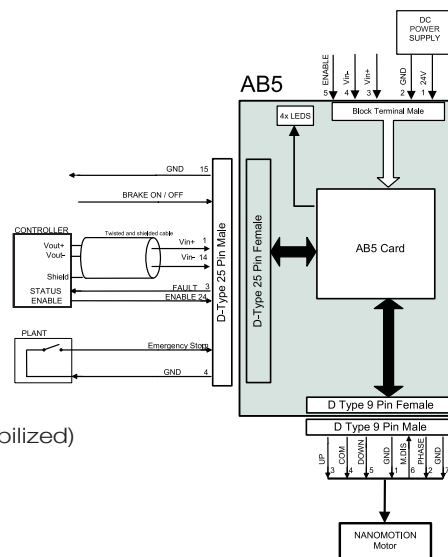 DC
POWER
SUPPLY
ENABLE
Vin-
Vin+
GND
24V
5 4 3 2 1
AB5
4x LEDS
Block Terminal Male
GND 15
BRAKE ON / OFF
CONTROLLER
Twisted and shielded cable
Vout+
Vin+ 1
Vout-
Vin- 14
Shield
STATUS
FAULT 3
ENABLE
ENABLE 24
PLANT
Emergency Stop
GND 4
D-Type 25 Pin Male
D-Type 25 Pin Female
AB5 Card
D Type 9 Pin Female
D Type 9 Pin Male
UP
COM
DOWN
GND
M.DIS
PHASE
GND
3 4 5 1 6 2 7
bilized)
NANOMOTION
Motor